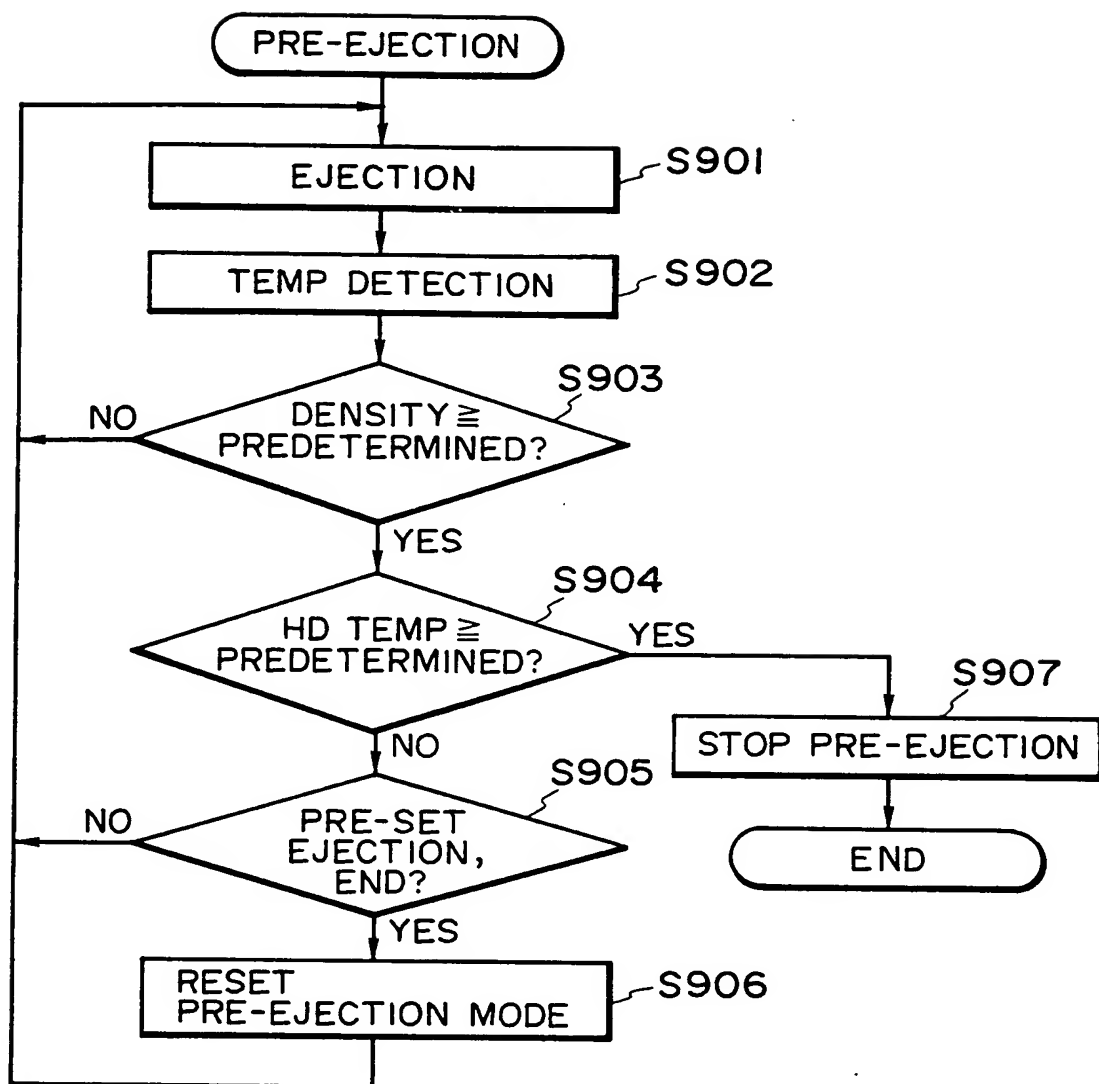 PRE-EJECTION
EJECTION
S901
TEMP DETECTION
S902
S903
NO
DENSITY ≧
PREDETERMINED?
YES
S904
HD TEMP ≧
PREDETERMINED?
YES
S907
NO
STOP PRE-EJECTION
S905
NO
PRE-SET
EJECTION,
END?
END
YES
RESET
PRE-EJECTION MODE
S906